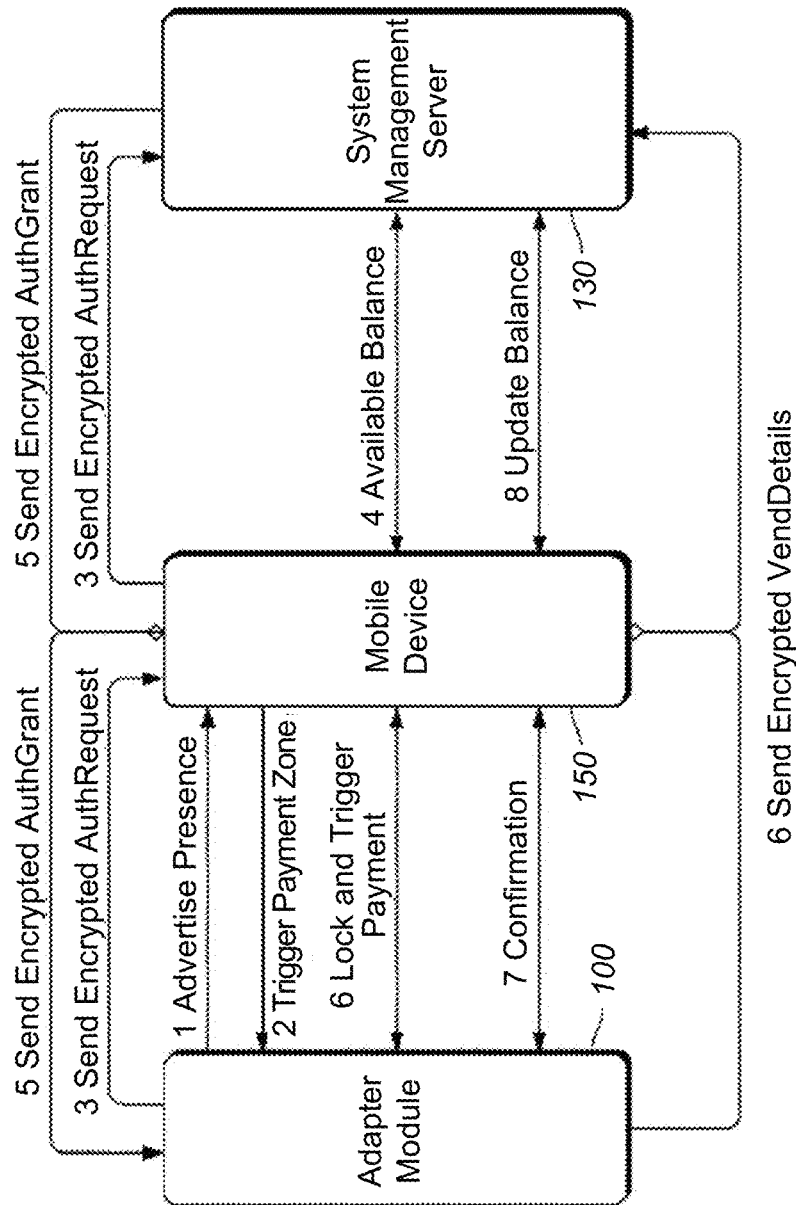 5 Send Encrypted AuthGrant
5 Send Encrypted AuthGrant
3 Send Encrypted AuthRequest
3 Send Encrypted AuthRequest
Adapter
Module
1 Advertise Presence
2 Trigger Payment Zone
6 Lock and Trigger
Payment
7 Confirmation
100
Mobile
Device
150
4 Available Balance
8 Update Balance
System
Management
Server
130
6 Send Encrypted VendDetails